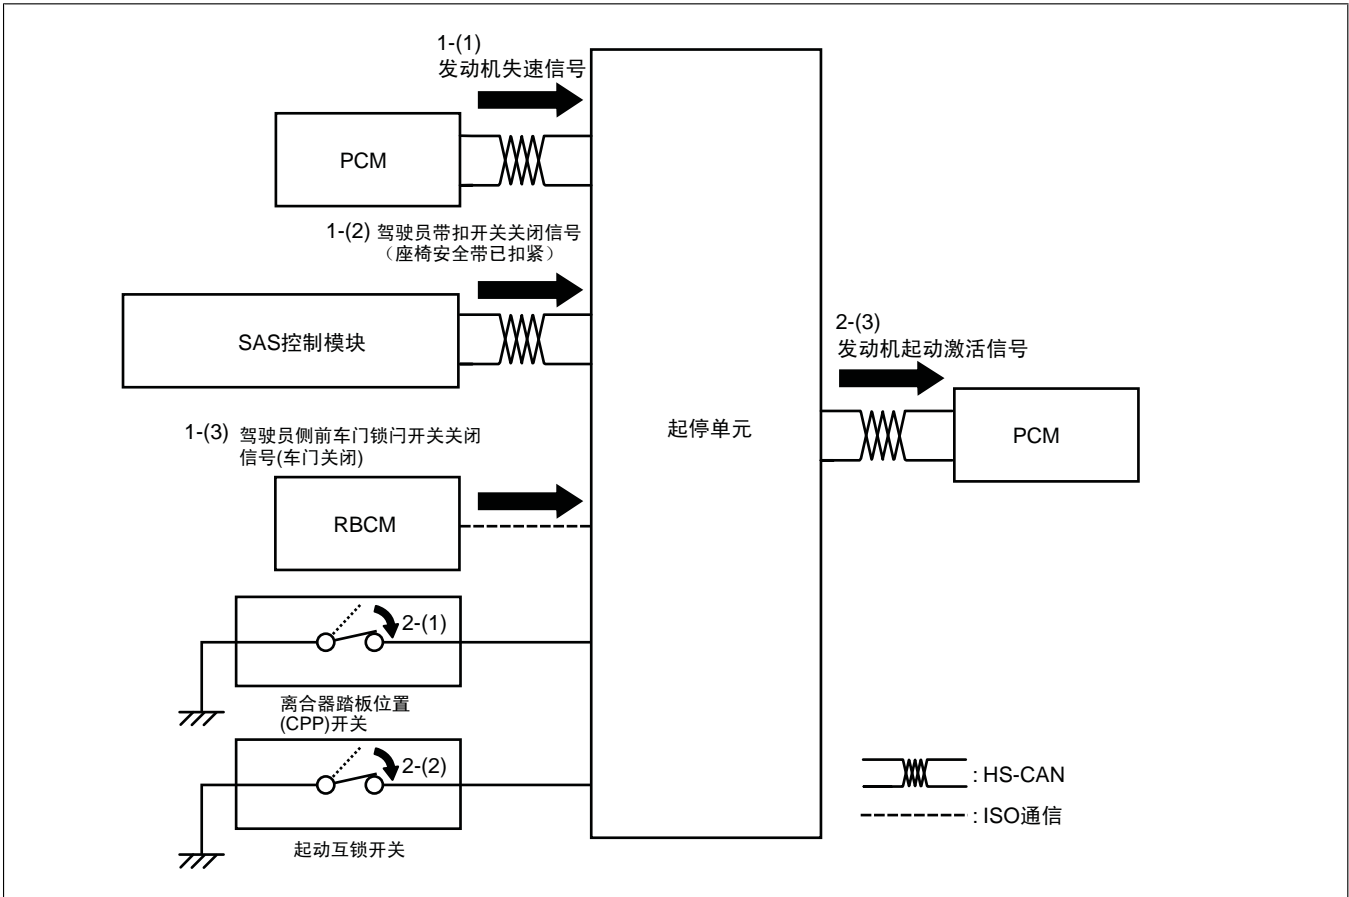 1-(1)
发动机失速信号
PCM
1-(2) 驾驶员带扣开关关闭信号
（座椅安全带已扣紧）
SAS控制模块
1-(3) 驾驶员侧前车门锁闩开关关闭
信号(车门关闭)
RBCM
2-(1)
离合器踏板位置
(CPP)开关
2-(2)
起动互锁开关
起停单元
2-(3)
发动机起动激活信号
PCM
: HS-CAN
: ISO通信